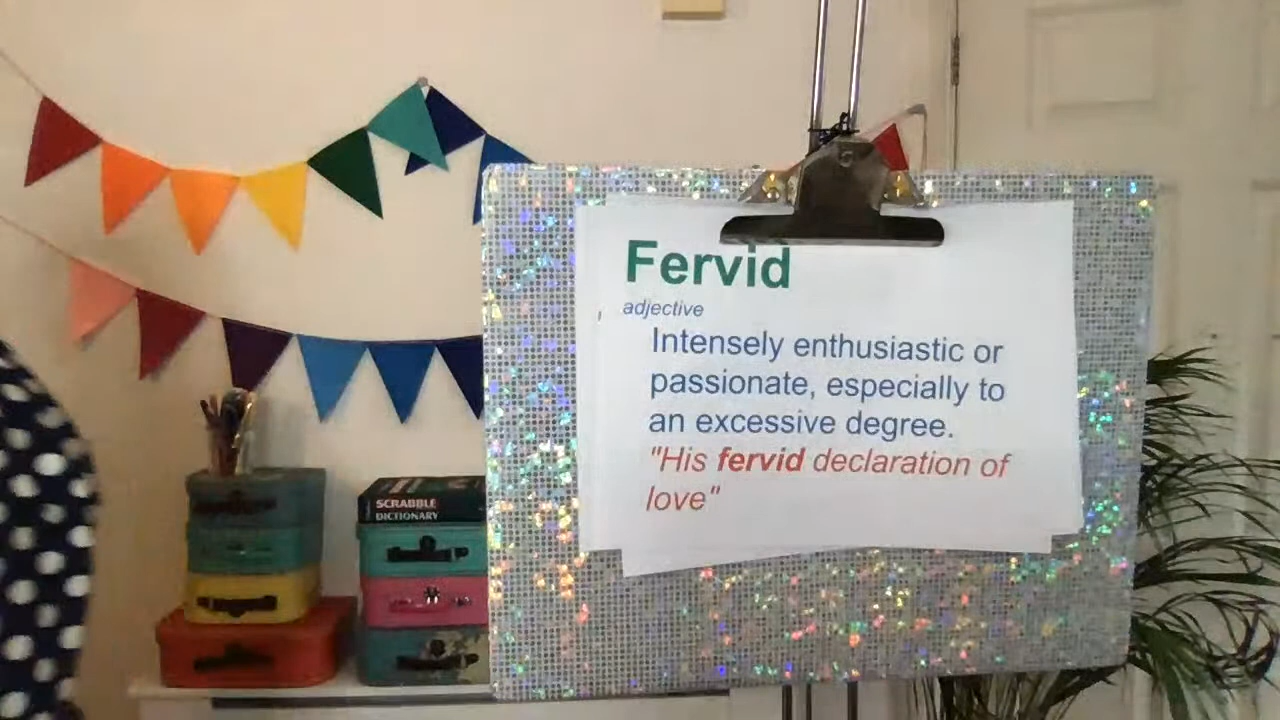 Fervid
adjective
Intensely enthusiastic or
passionate, especially to
an excessive degree.
"His fervid declaration of
love"
SCRABBLE
DICTIONARY